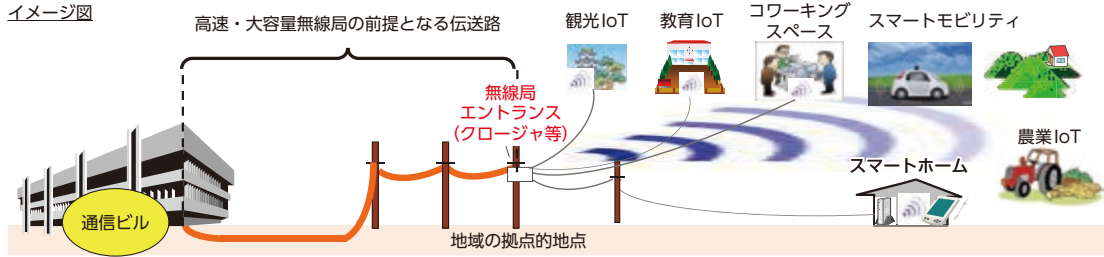 イメージ図
高速・大容量無線局の前提となる伝送路
観光IoT
教育IoT
コワーキング
スペース
スマートモビリティ
無線局
エントランス
(クロージャ等)
農業IoT
スマートホーム
通信ビル
地域の拠点的地点